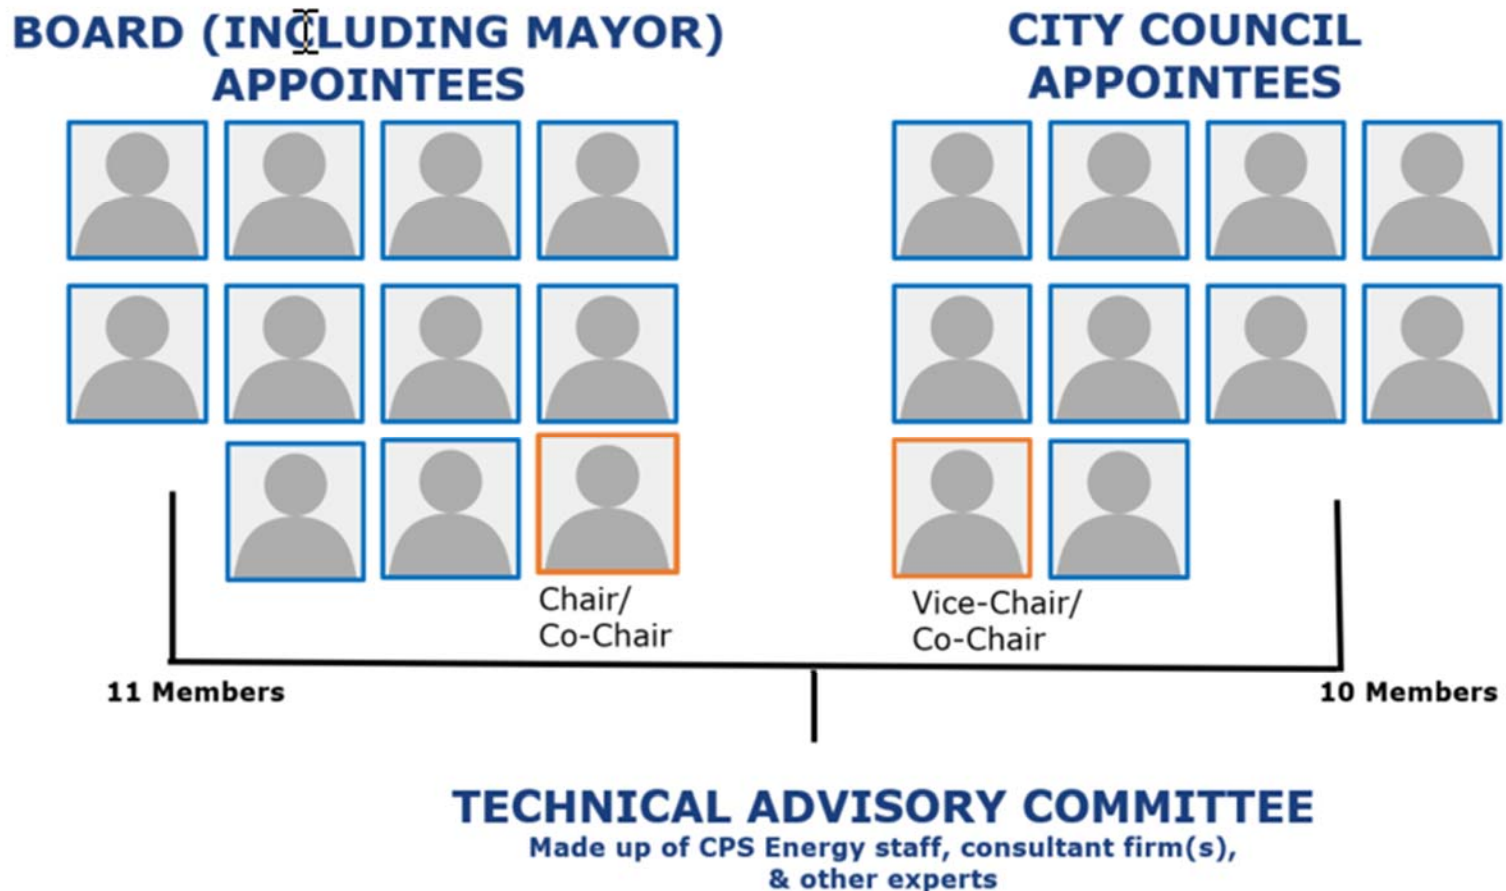 BOARD (INCLUDING MAYOR)
APPOINTEES
CITY COUNCIL
APPOINTEES
Chair/
Co-Chair
Vice-Chair/
Co-Chair
11 Members
10 Members
TECHNICAL ADVISORY COMMITTEE
Made up of CPS Energy staff, consultant firm(s),
& other experts